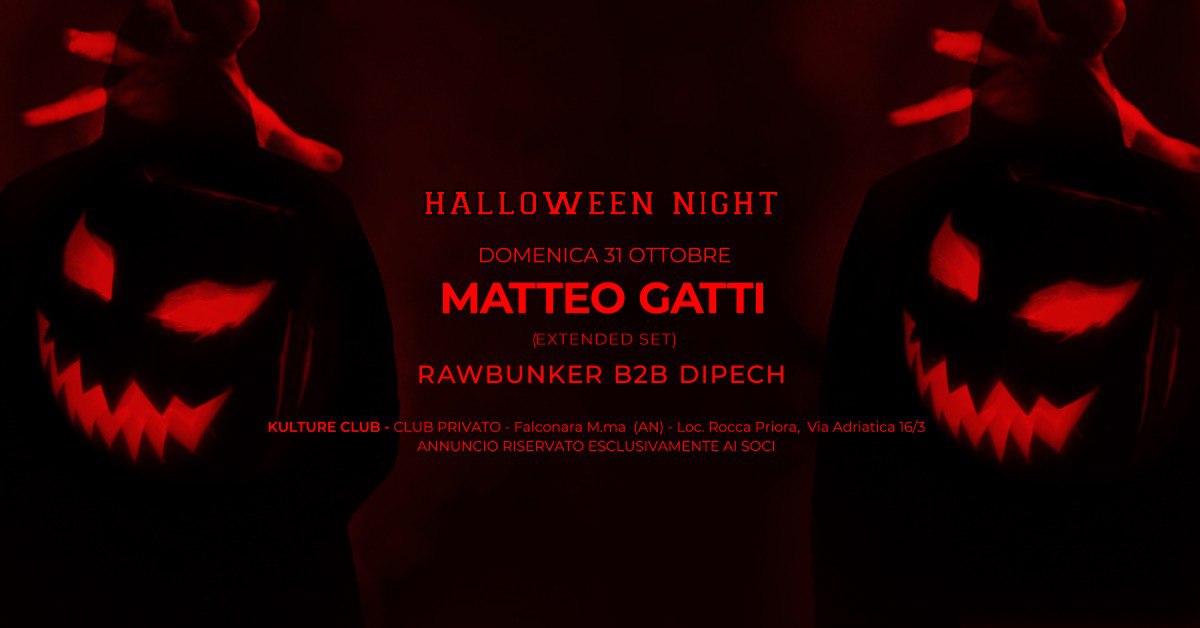 HALLOWEEN NIGHT
DOMENICA 31 OTTOBRE
MATTEO GATTI
(EXTENDED SET)
RAWBUNKER B2B DIPECH
KULTURE CLUB - CLUB PRIVATO - Falconara M.ma (AN) - Loc. Rocca Priora, Via Adriatica 16/3
ANNUNCIO RISERVATO ESCLUSIVAMENTE AI SOCI